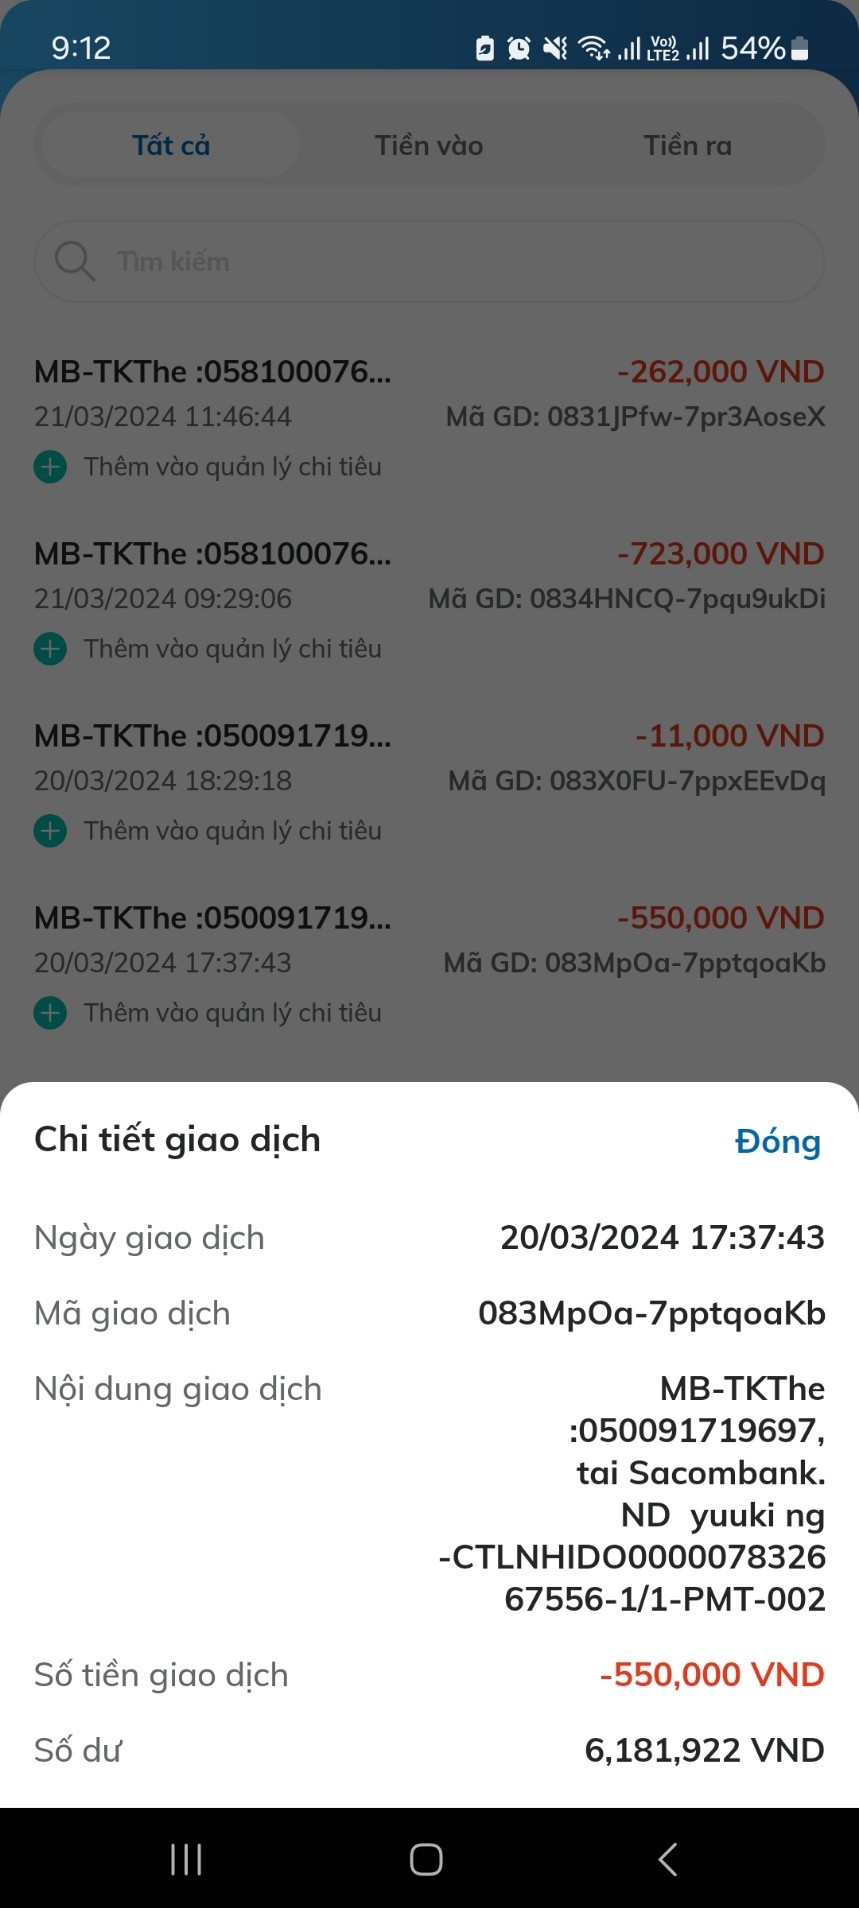 9:12
Vo))
LTE2
54%
Tất cả
Tiền vào
Tiền ra
Tìm kiếm
MB-TKThe :058100076...
-262,000 VND
21/03/2024 11:46:44
Mã GD: 0831JPfw-7pr3AoseX
Thêm vào quản lý chi tiêu
MB-TKThe :058100076...
-723,000 VND
21/03/2024 09:29:06
Mã GD: 0834HNCQ-7pqu9ukDi
Thêm vào quản lý chi tiêu
MB-TKThe :050091719...
-11,000 VND
20/03/2024 18:29:18
Mã GD: 083X0FU-7ppxEEvDq
Thêm vào quản lý chi tiêu
MB-TKThe :050091719...
-550,000 VND
20/03/2024 17:37:43
Mã GD: 083MpOa-7pptqoaKb
Thêm vào quản lý chi tiêu
Chi tiết giao dịch
Đóng
Ngày giao dịch
20/03/2024 17:37:43
Mã giao dịch
083MpOa-7pptqoaKb
Nội dung giao dịch
MB-TKThe
:050091719697,
tai Sacombank.
ND  yuuki ng
-CTLNHIDO0000078326
67556-1/1-PMT-002
Số tiền giao dịch
-550,000 VND
Số dư
6,181,922 VND